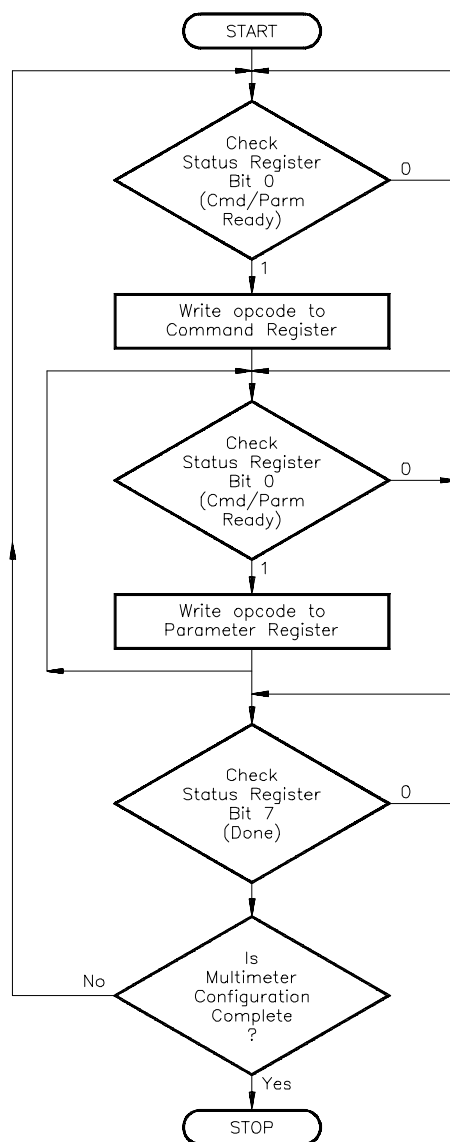 START
Check
Status Register
Bit 0
(Cmd/Parm
Ready)
0
1
Write opcode to
Command Register
Check
Status Register
Bit 0
(Cmd/Parm
Ready)
0
1
Write opcode to
Parameter Register
Check
Status Register
Bit 7
(Done)
0
Is
Multimeter
Configuration
Complete
?
No
Yes
STOP